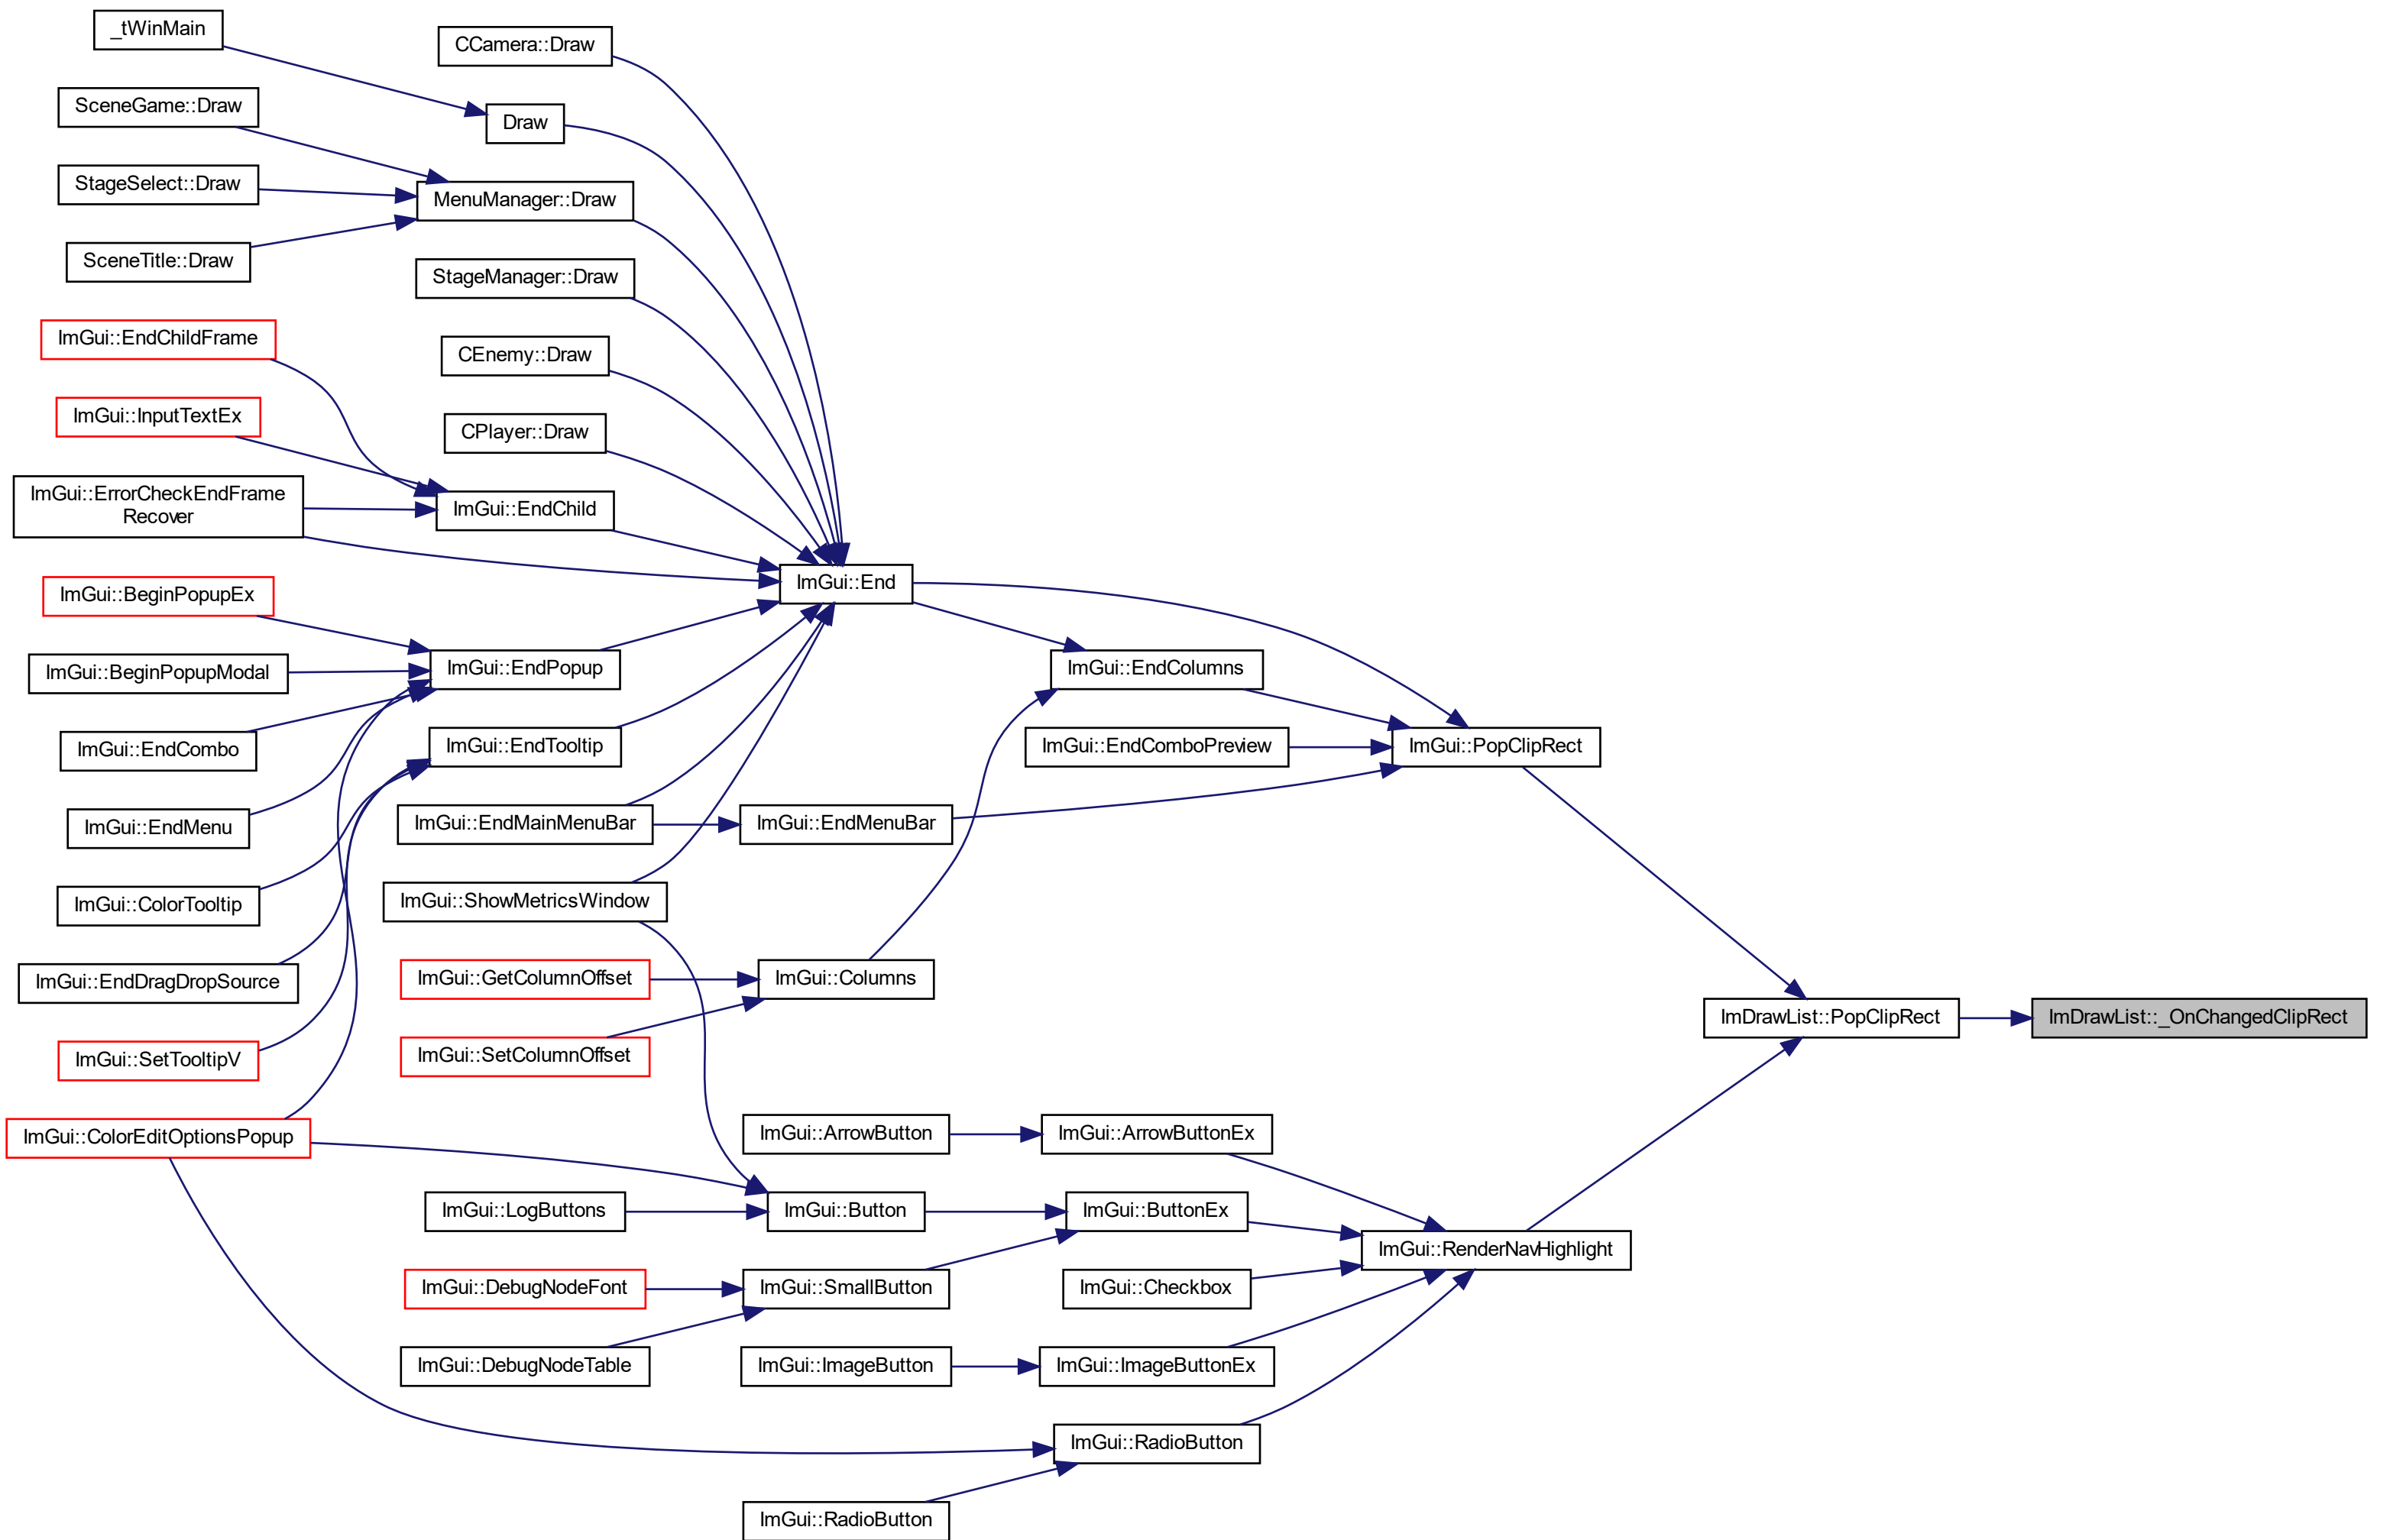 _tWinMain
CCamera::Draw
SceneGame::Draw
Draw
StageSelect::Draw
MenuManager::Draw
SceneTitle::Draw
StageManager::Draw
ImGui::EndChildFrame
CEnemy::Draw
ImGui::InputTextEx
CPlayer::Draw
ImGui::ErrorCheckEndFrame
Recover
ImGui::EndChild
ImGui::End
ImGui::BeginPopupEx
ImGui::BeginPopupModal
ImGui::EndPopup
ImGui::EndColumns
ImGui::EndCombo
ImGui::EndTooltip
ImGui::EndComboPreview
ImGui::PopClipRect
ImGui::EndMenu
ImGui::EndMainMenuBar
ImGui::EndMenuBar
ImGui::ColorTooltip
ImGui::ShowMetricsWindow
ImGui::EndDragDropSource
ImGui::GetColumnOffset
ImGui::Columns
ImDrawList::PopClipRect
ImDrawList::_OnChangedClipRect
ImGui::SetTooltipV
ImGui::SetColumnOffset
ImGui::ColorEditOptionsPopup
ImGui::ArrowButton
ImGui::ArrowButtonEx
ImGui::LogButtons
ImGui::Button
ImGui::ButtonEx
ImGui::RenderNavHighlight
ImGui::DebugNodeFont
ImGui::SmallButton
ImGui::Checkbox
ImGui::DebugNodeTable
ImGui::ImageButton
ImGui::ImageButtonEx
ImGui::RadioButton
ImGui::RadioButton